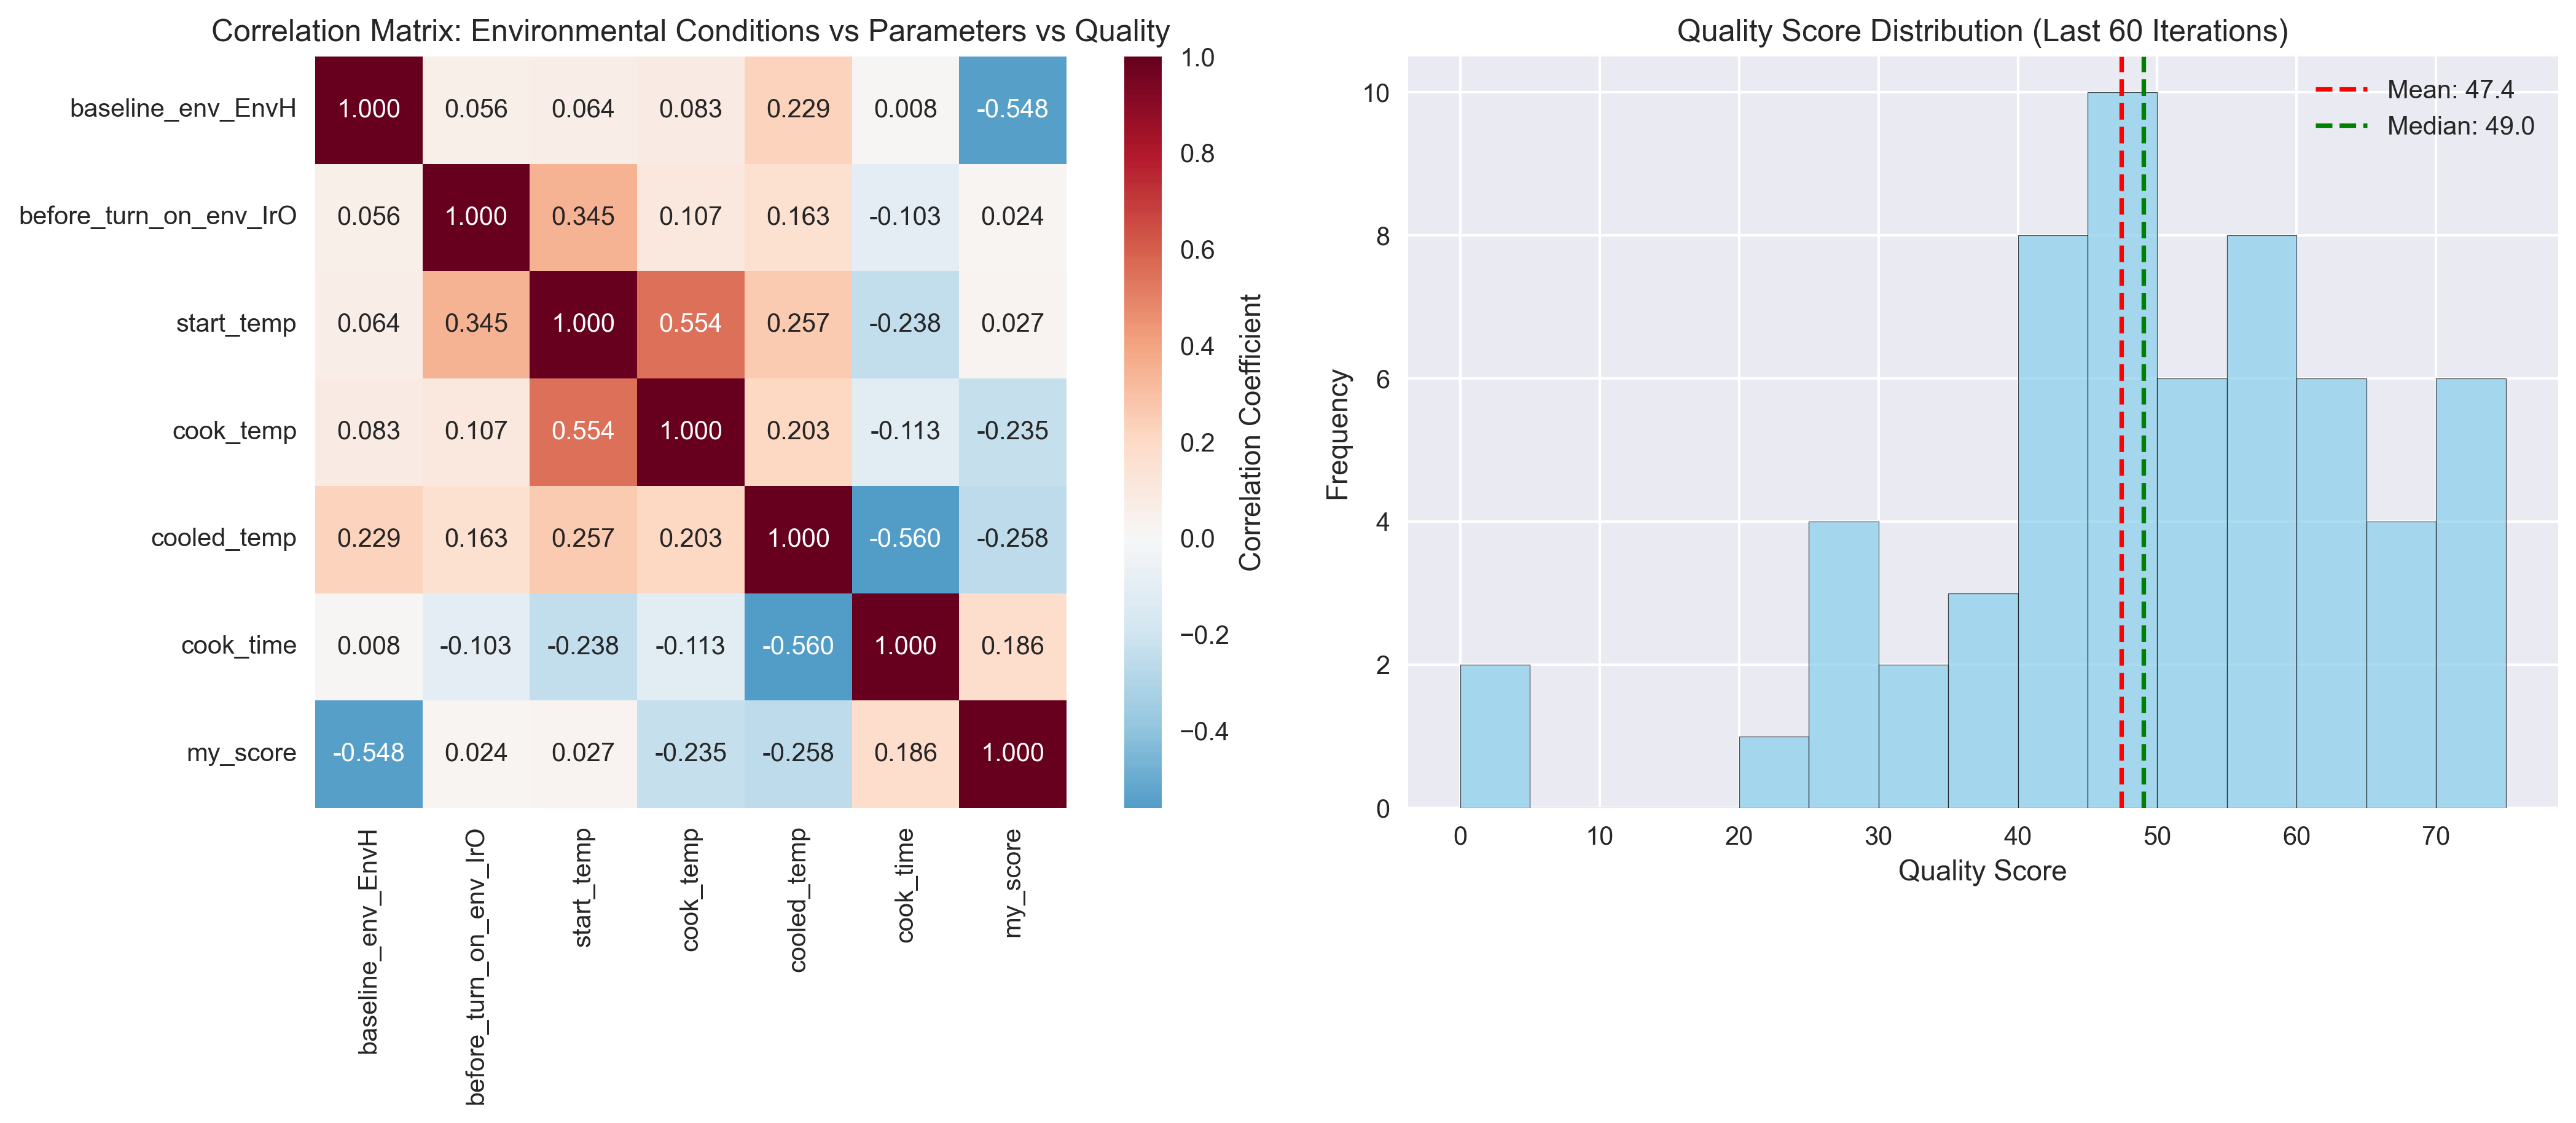 Correlation Matrix: Environmental Conditions vs Parameters vs Quality
baseline_env_EnvH 1.000 0.056 0.064 0.083 0.229 0.008 -0.548
before_turn_on_env_IrO 0.056 1.000 0.345 0.107 0.163 -0.103 0.024
start_temp 0.064 0.345 1.000 0.554 0.257 -0.238 0.027
cook_temp 0.083 0.107 0.554 1.000 0.203 -0.113 -0.235
cooled_temp 0.229 0.163 0.257 0.203 1.000 -0.560 -0.258
cook_time 0.008 -0.103 -0.238 -0.113 -0.560 1.000 0.186
my_score -0.548 0.024 0.027 -0.235 -0.258 0.186 1.000
baseline_env_EnvH
before_turn_on_env_IrO
start_temp
cook_temp
cooled_temp
cook_time
my_score
1.0
0.8
0.6
0.4
0.2
0.0
−0.2
−0.4
Correlation Coefficient
Quality Score Distribution (Last 60 Iterations)
Mean: 47.4
Median: 49.0
10
8
6
4
2
0
Frequency
0 10 20 30 40 50 60 70
Quality Score